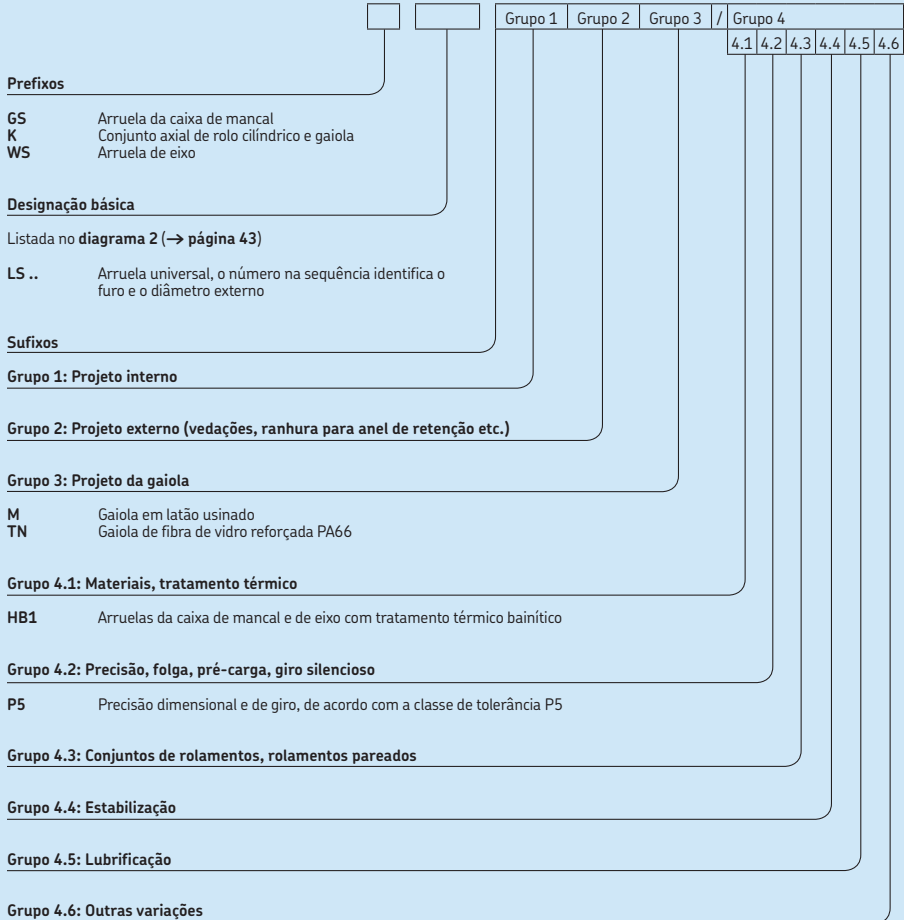 Grupo 1 Grupo 2 Grupo 3 / Grupo 4
4.1 4.2 4.3 4.4 4.5 4.6
Prefixos
GS Arruela da caixa de mancal
K Conjunto axial de rolo cilíndrico e gaiola
WS Arruela de eixo
Designação básica
Listada no diagrama 2 (→ página 43)
LS .. Arruela universal, o número na sequência identifica o
furo e o diâmetro externo
Sufixos
Grupo 1: Projeto interno
Grupo 2: Projeto externo (vedações, ranhura para anel de retenção etc.)
Grupo 3: Projeto da gaiola
M Gaiola em latão usinado
TN Gaiola de fibra de vidro reforçada PA66
Grupo 4.1: Materiais, tratamento térmico
HB1 Arruelas da caixa de mancal e de eixo com tratamento térmico bainítico
Grupo 4.2: Precisão, folga, pré-carga, giro silencioso
P5 Precisão dimensional e de giro, de acordo com a classe de tolerância P5
Grupo 4.3: Conjuntos de rolamentos, rolamentos pareados
Grupo 4.4: Estabilização
Grupo 4.5: Lubrificação
Grupo 4.6: Outras variações